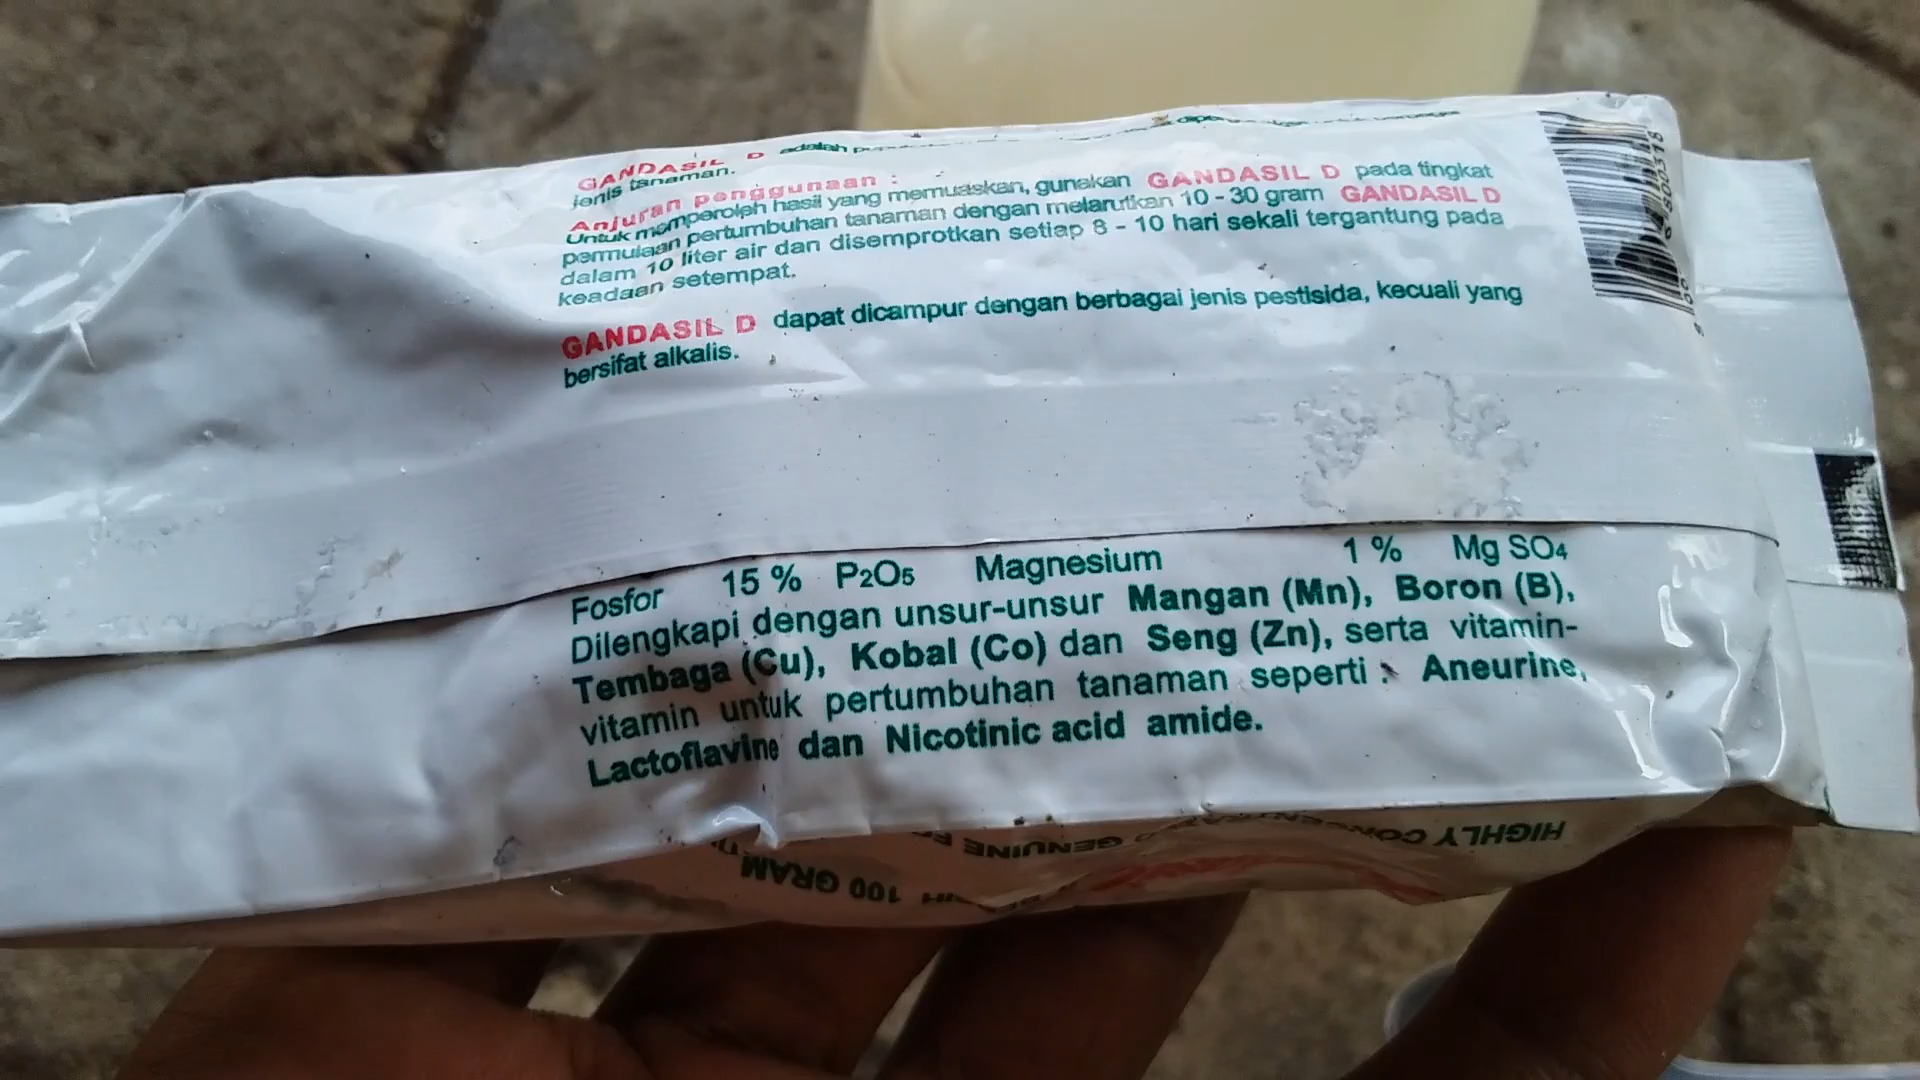 GANDASIL D adalah
jenis tanaman.
Anjuran penggunaan :
Untuk memperoleh hasil yang memuaskan, gunakan GANDASIL D pada tingkat
permulaan pertumbuhan tanaman dengan melarutkan 10 - 30 gram GANDASIL D
dalam 10 liter air dan disemprotkan setiap 8 - 10 hari sekali tergantung pada
keadaan setempat.
GANDASIL D dapat dicampur dengan berbagai jenis pestisida, kecuali yang
bersifat alkalis.
Fosfor 15 % P2O5 Magnesium 1 % Mg SO4
Dilengkapi dengan unsur-unsur Mangan (Mn), Boron (B),
Tembaga (Cu), Kobal (Co) dan Seng (Zn), serta vitamin-
vitamin untuk pertumbuhan tanaman seperti : Aneurine,
Lactoflavine dan Nicotinic acid amide.
HIGHLY GENUINE
100 GRAM